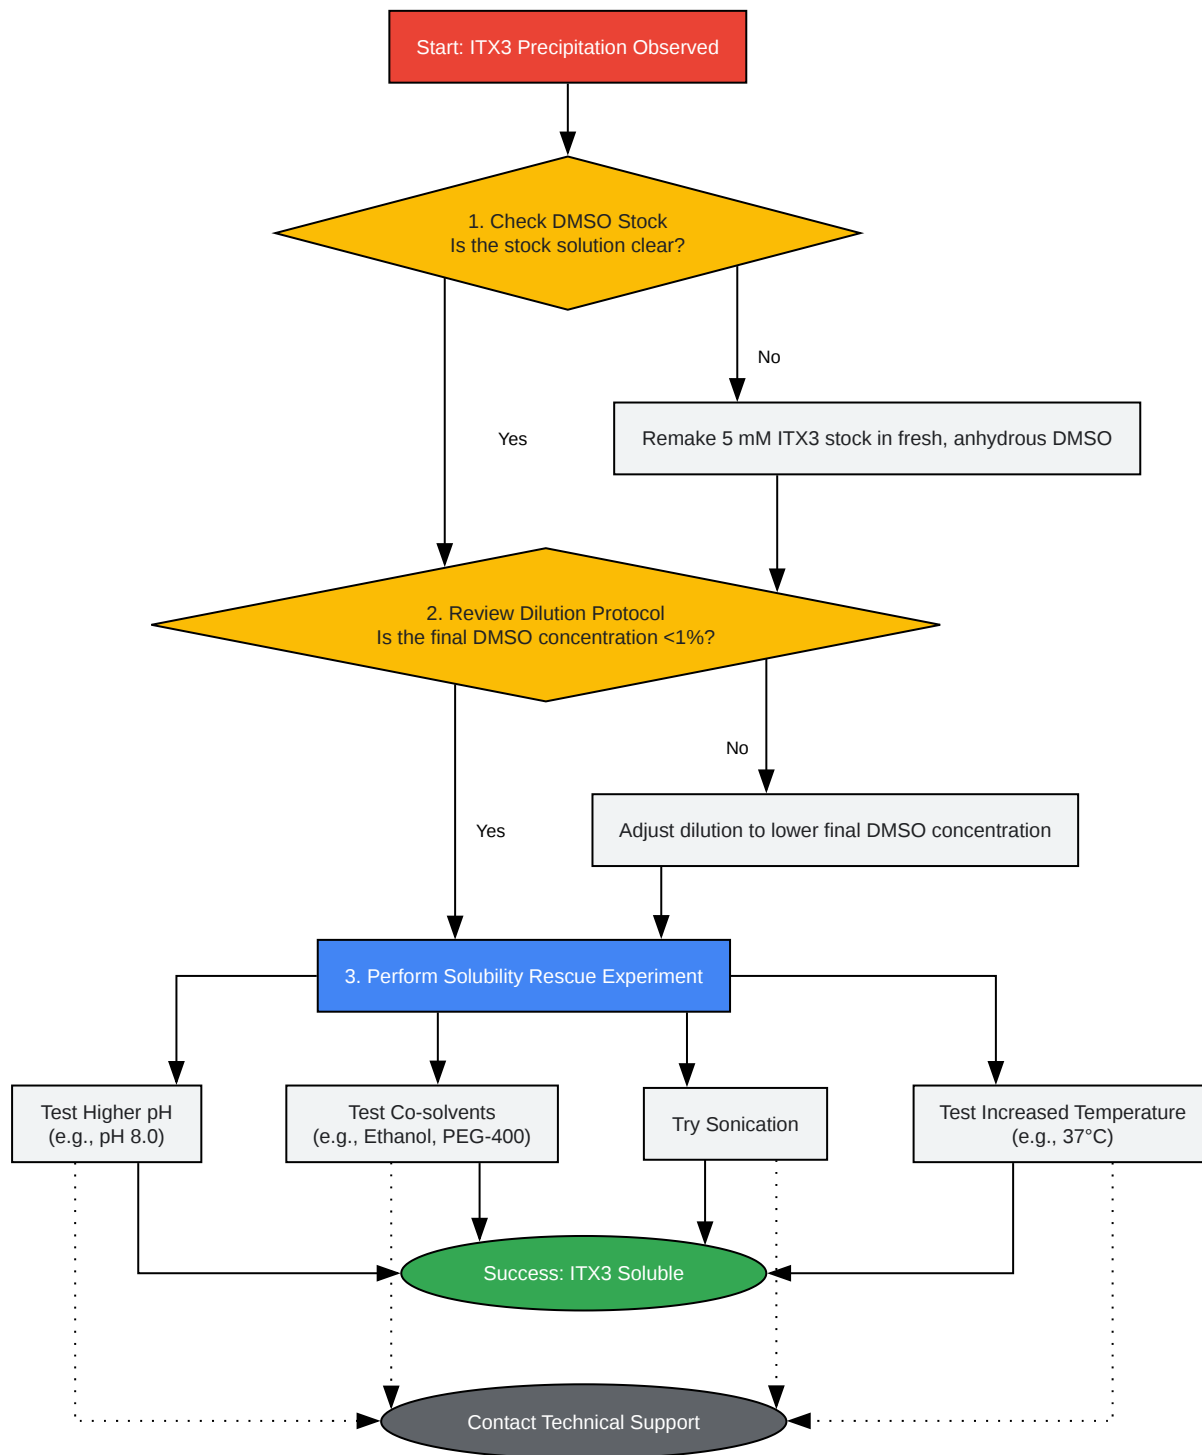 Start: ITX3 Precipitation Observed
1. Check DMSO Stock
Is the stock solution clear?
No
Remake 5 mM ITX3 stock in fresh, anhydrous DMSO
Yes
2. Review Dilution Protocol
Is the final DMSO concentration <1%?
No
Adjust dilution to lower final DMSO concentration
Yes
3. Perform Solubility Rescue Experiment
Test Higher pH
(e.g., pH 8.0)
Test Co-solvents
(e.g., Ethanol, PEG-400)
Try Sonication
Test Increased Temperature
(e.g., 37°C)
Success: ITX3 Soluble
Contact Technical Support